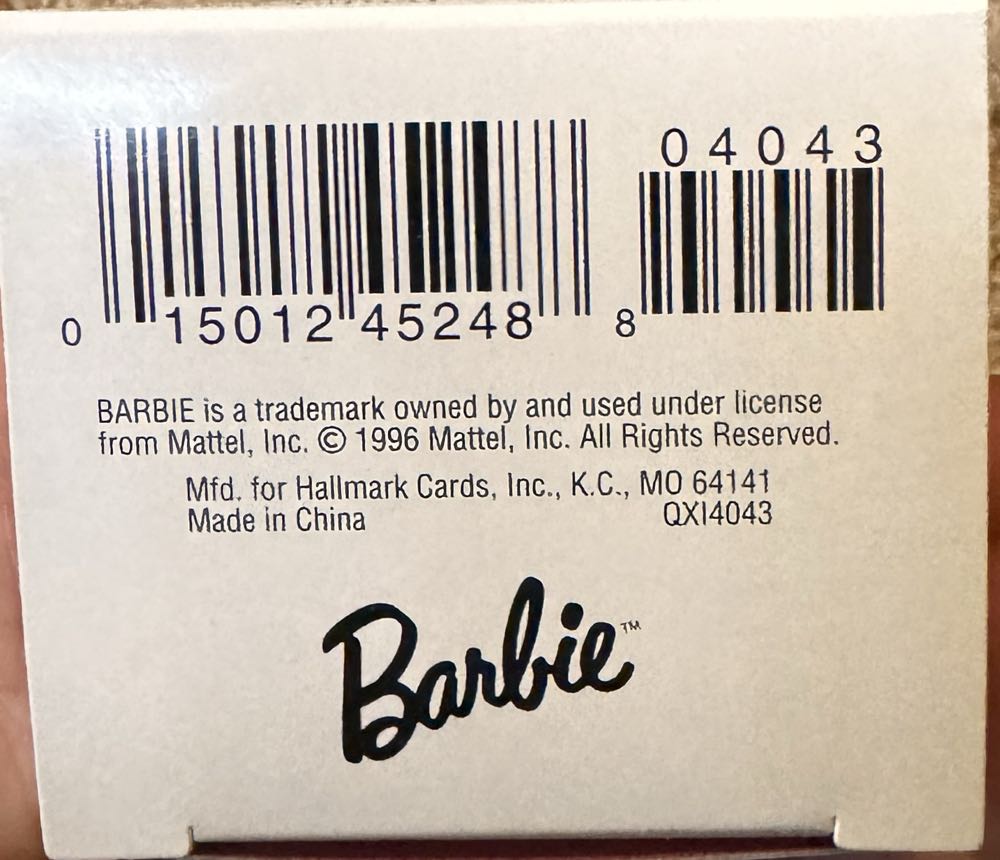 04043
0 15012 45248 8
BARBIE is a trademark owned by and used under license
from Mattel, Inc. © 1996 Mattel, Inc. All Rights Reserved.
Mfd. for Hallmark Cards, Inc., K.C., MO 64141
Made in China QXI4043
Barbie™